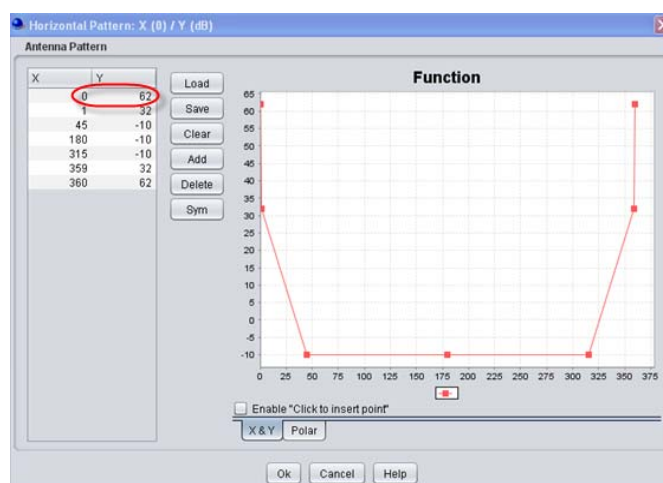 Horizontal Pattern: X (0) / Y (dB)
Antenna Pattern
X Y
0 62
1 32
45 -10
180 -10
315 -10
359 32
360 62
Load
Save
Clear
Add
Delete
Sym
Function
65
60
55
50
45
40
35
30
25
20
15
10
5
0
-5
-10
0 25 50 75 100 125 150 175 200 225 250 275 300 325 350 375
Enable "Click to insert point"
X & Y Polar
Ok Cancel Help